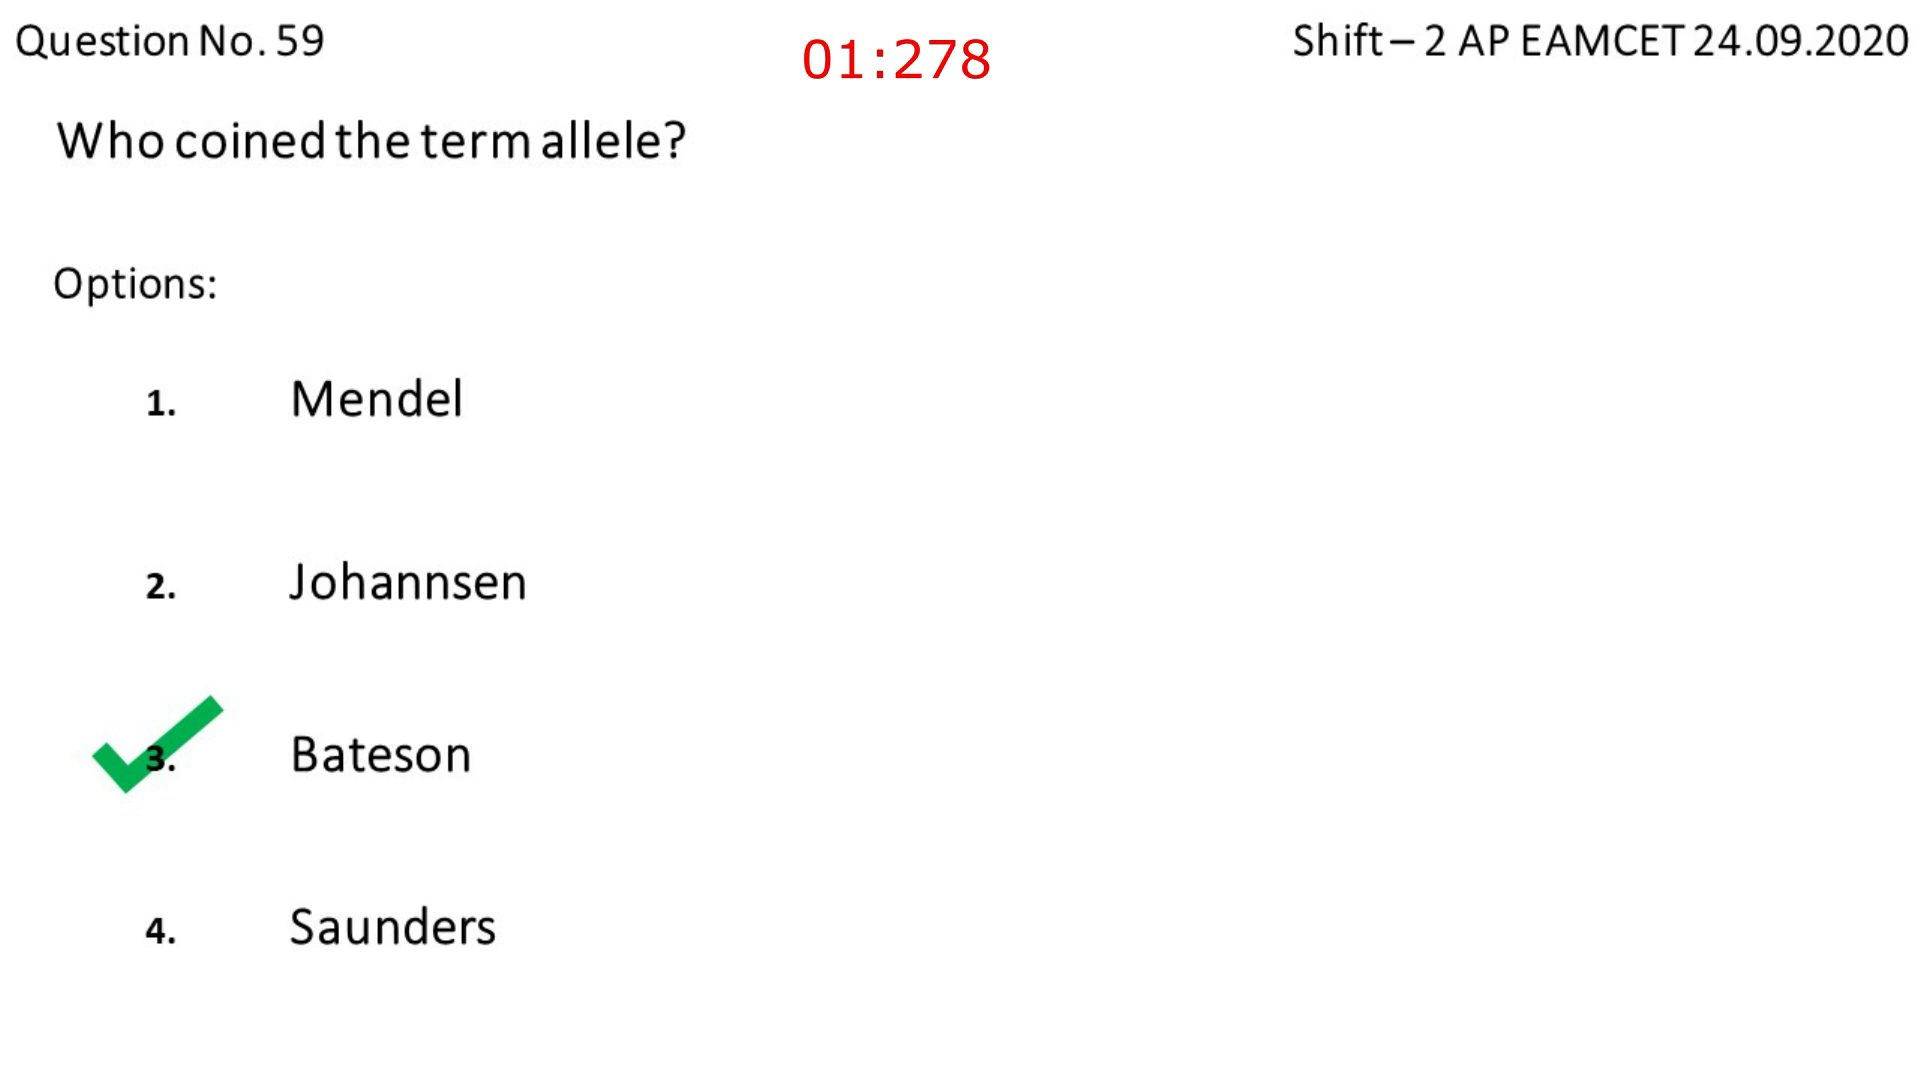 Question No. 59
01:278
Shift – 2 AP EAMCET 24.09.2020
Who coined the term allele?
Options:
1. Mendel
2. Johannsen
3. Bateson
4. Saunders